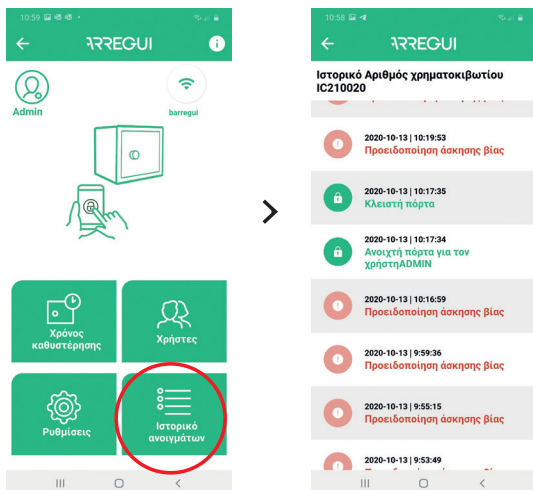 10:59
ARREGUI
Admin
barregui
Χρόνος
καθυστέρησης
Χρήστες
Ρυθμίσεις
Ιστορικό
ανοιγμάτων
10:58
ARREGUI
Ιστορικό Αριθμός χρηματοκιβωτίου
IC210020
2020-10-13 | 10:19:53
Προειδοποίηση άσκησης βίας
2020-10-13 | 10:17:35
Κλειστή πόρτα
2020-10-13 | 10:17:34
Ανοιχτή πόρτα για τον
χρήστηADMIN
2020-10-13 | 10:16:59
Προειδοποίηση άσκησης βίας
2020-10-13 | 9:59:36
Προειδοποίηση άσκησης βίας
2020-10-13 | 9:55:15
Προειδοποίηση άσκησης βίας
2020-10-13 | 9:53:49